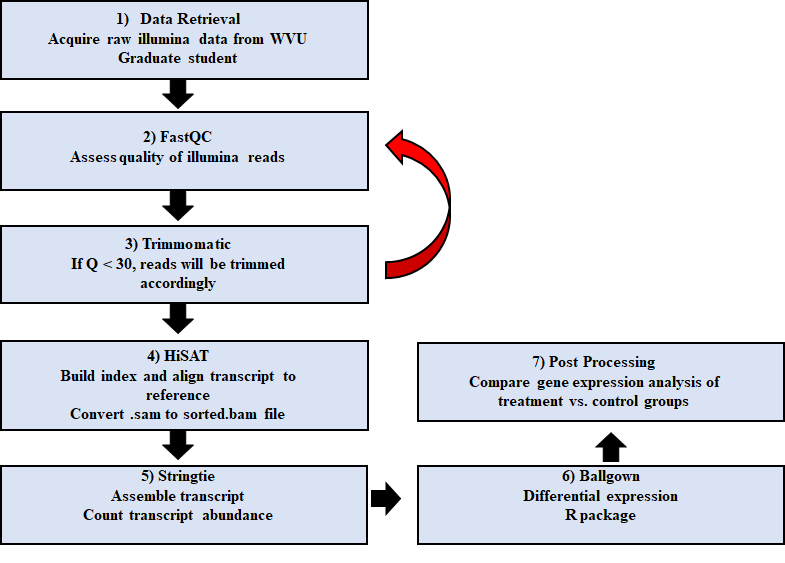 1) Data Retrieval
Acquire raw illumina data from WVU
Graduate student
2) FastQC
Assess quality of illumina reads
3) Trimmomatic
If Q < 30, reads will be trimmed
accordingly
4) HiSAT
Build index and align transcript to
reference
Convert .sam to sorted.bam file
5) Stringtie
Assemble transcript
Count transcript abundance
6) Ballgown
Differential expression
R package
7) Post Processing
Compare gene expression analysis of
treatment vs. control groups